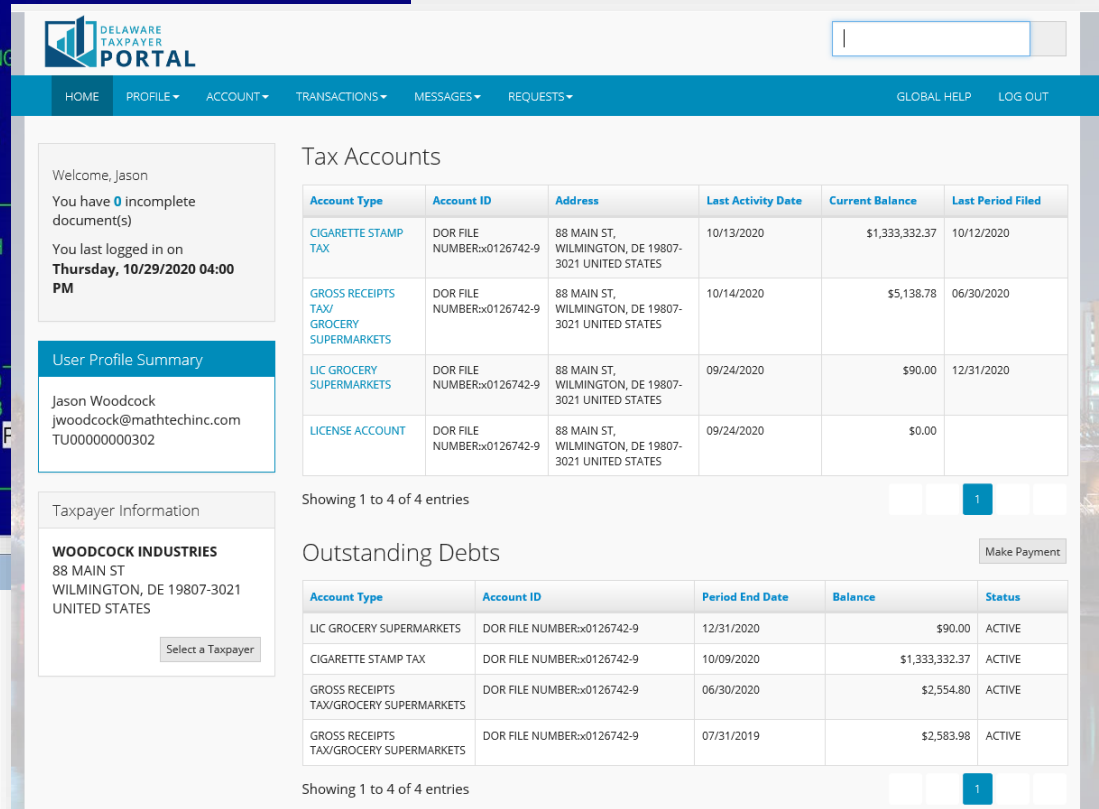 DELAWARE
TAXPAYER
PORTAL
HOME PROFILE ACCOUNT TRANSACTIONS MESSAGES REQUESTS GLOBAL HELP LOG OUT
Welcome, Jason
You have 0 incomplete
document(s)
You last logged in on
Thursday, 10/29/2020 04:00
PM
User Profile Summary
Jason Woodcock
jwoodcock@mathtechinc.com
TU00000000302
Taxpayer Information
WOODCOCK INDUSTRIES
88 MAIN ST
WILMINGTON, DE 19807-3021
UNITED STATES
Select a Taxpayer
Tax Accounts
Account Type Account ID Address Last Activity Date Current Balance Last Period Filed
CIGARETTE STAMP DOR FILE 88 MAIN ST, 10/13/2020 $1,333,332.37 10/12/2020
TAX NUMBER:x0126742-9 WILMINGTON, DE 19807-
3021 UNITED STATES
GROSS RECEIPTS DOR FILE 88 MAIN ST, 10/14/2020 $5,138.78 06/30/2020
TAX/ NUMBER:x0126742-9 WILMINGTON, DE 19807-
GROCERY 3021 UNITED STATES
SUPERMARKETS
LIC GROCERY DOR FILE 88 MAIN ST, 09/24/2020 $90.00 12/31/2020
SUPERMARKETS NUMBER:x0126742-9 WILMINGTON, DE 19807-
3021 UNITED STATES
LICENSE ACCOUNT DOR FILE 88 MAIN ST, 09/24/2020 $0.00
NUMBER:x0126742-9 WILMINGTON, DE 19807-
3021 UNITED STATES
Showing 1 to 4 of 4 entries 1
Outstanding Debts Make Payment
Account Type Account ID Period End Date Balance Status
LIC GROCERY SUPERMARKETS DOR FILE NUMBER:x0126742-9 12/31/2020 $90.00 ACTIVE
CIGARETTE STAMP TAX DOR FILE NUMBER:x0126742-9 10/09/2020 $1,333,332.37 ACTIVE
GROSS RECEIPTS DOR FILE NUMBER:x0126742-9 06/30/2020 $2,554.80 ACTIVE
TAX/GROCERY SUPERMARKETS
GROSS RECEIPTS DOR FILE NUMBER:x0126742-9 07/31/2019 $2,583.98 ACTIVE
TAX/GROCERY SUPERMARKETS
Showing 1 to 4 of 4 entries 1